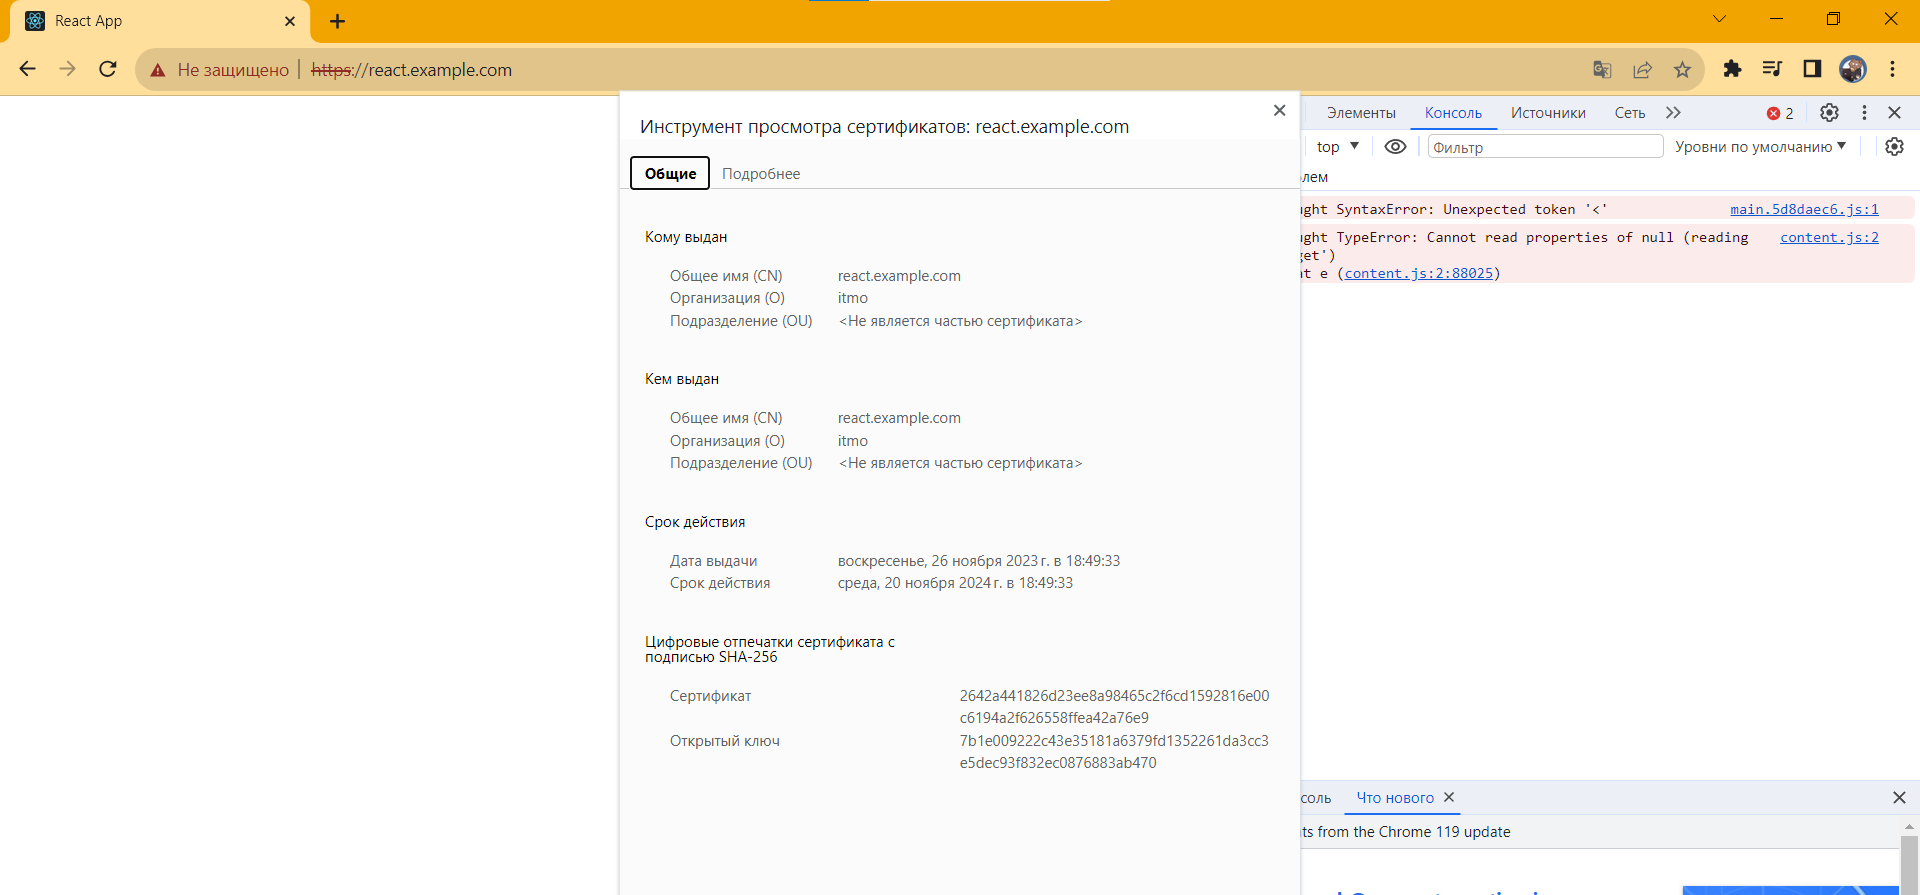 React App
Не защищено
https://react.example.com
Инструмент просмотра сертификатов: react.example.com
Общие
Подробнее
Кому выдан
Общее имя (CN) react.example.com
Организация (O) itmo
Подразделение (OU) <Не является частью сертификата>
Кем выдан
Общее имя (CN) react.example.com
Организация (O) itmo
Подразделение (OU) <Не является частью сертификата>
Срок действия
Дата выдачи воскресенье, 26 ноября 2023 г. в 18:49:33
Срок действия среда, 20 ноября 2024 г. в 18:49:33
Цифровые отпечатки сертификата с
подписью SHA-256
Сертификат 2642a441826d23ee8a98465c2f6cd1592816e00
c6194a2f626558ffea42a76e9
Открытый ключ 7b1e009222c43e35181a6379fd1352261da3cc3
e5dec93f832ec0876883ab470
Элементы Консоль Источники Сеть 2
top Фильтр Уровни по умолчанию
лем
ght SyntaxError: Unexpected token '<' main.5d8daec6.js:1
ght TypeError: Cannot read properties of null (reading content.js:2
get')
t e (content.js:2:88025)
соль Что нового
ts from the Chrome 119 update